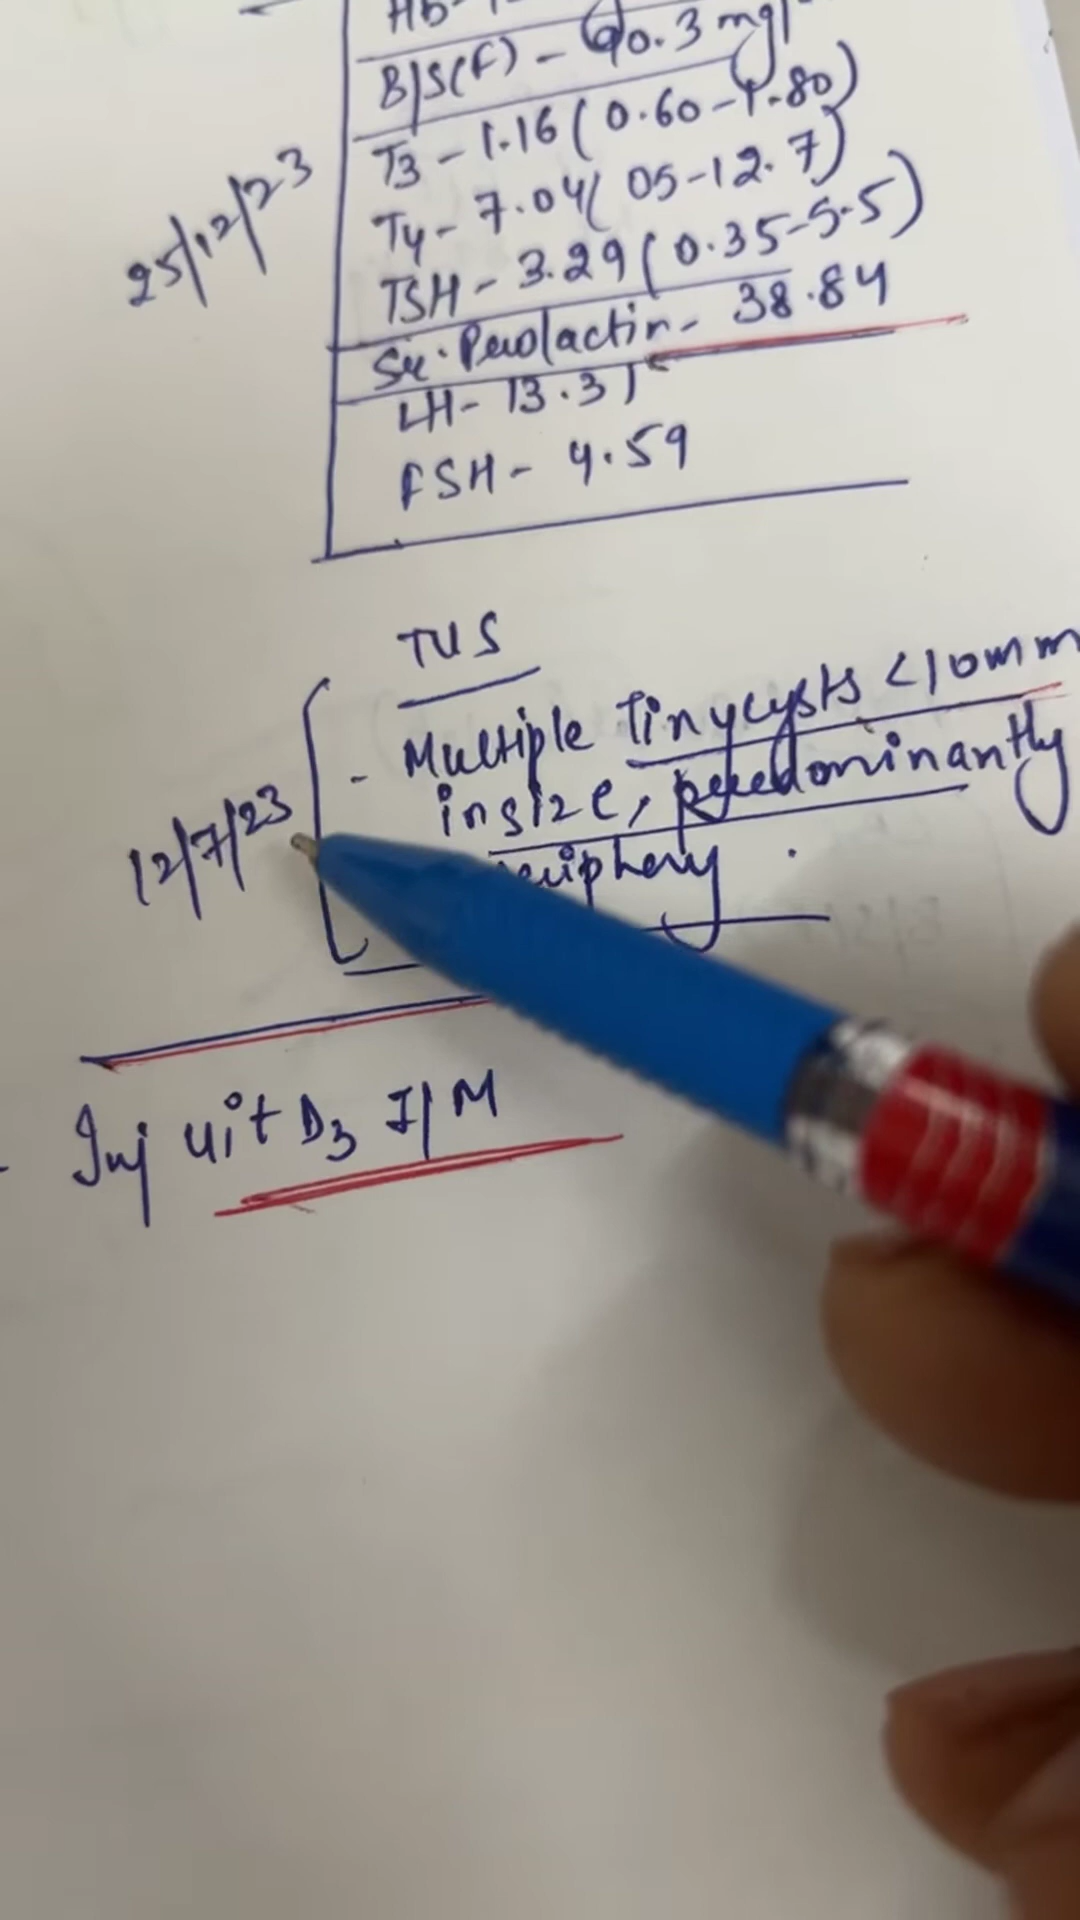 Hb-
B/S(F) - 90.3 mg/
25/12/23
T3 - 1.16 (0.60-1.80)
T4 - 7.04 (05-12.7)
TSH - 3.29 (0.35-5.5)
Sr. Prolactin - 38.84
LH - 13.31
FSH - 4.59
TVS
- Multiple Tiny cysts <10mm
in size, predominantly
12/7/23
periphery.
- Inj vit D3 I/M